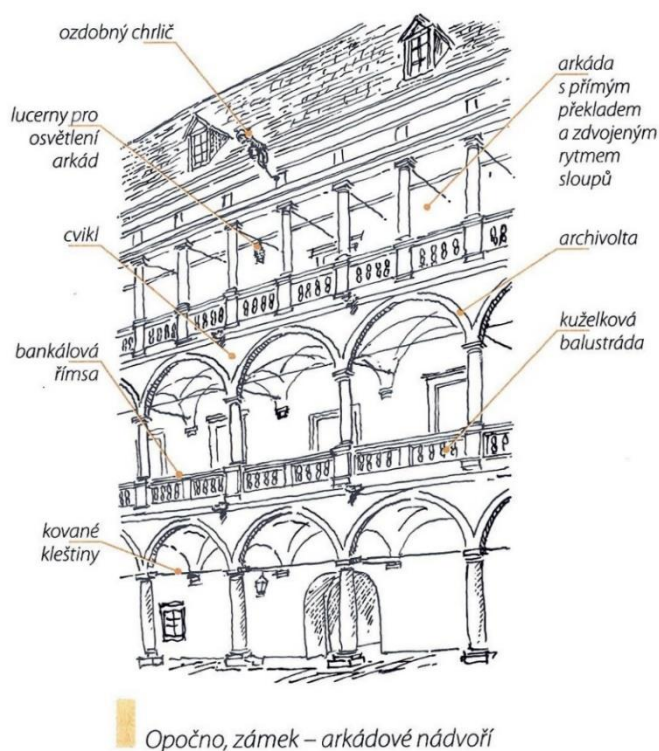 ozdobný chrlič
lucerny pro
osvětlení
arkád
cvikl
bankálová
římsa
kované
kleštiny
arkáda
s přímým
překladem
a zdvojeným
rytmem
sloupů
archivolta
kuželková
balustráda
Opočno, zámek – arkádové nádvoří